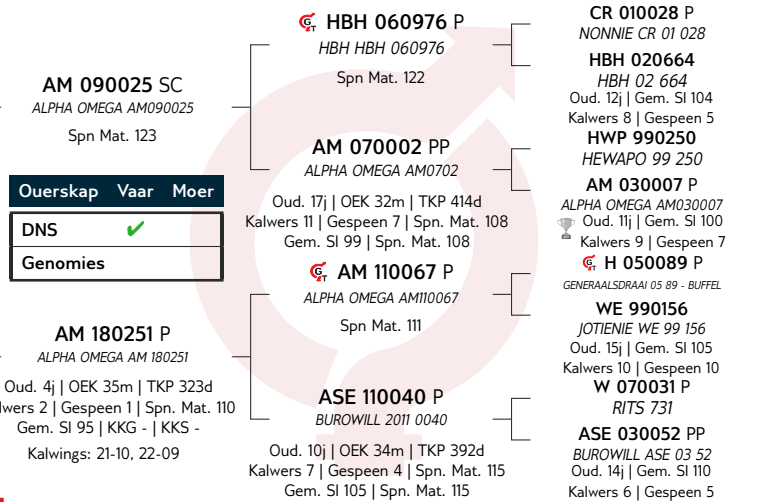 AM 090025 SC
ALPHA OMEGA AM090025
Spn Mat. 123
Ouerskap Vaar Moer
DNS ✔
Genomies
AM 180251 P
ALPHA OMEGA AM 180251
Oud. 4j | OEK 35m | TKP 323d
lwers 2 | Gespeen 1 | Spn. Mat. 110
Gem. SI 95 | KKG - | KKS -
Kalwings: 21-10, 22-09
GT HBH 060976 P
HBH HBH 060976
Spn Mat. 122
AM 070002 PP
ALPHA OMEGA AM0702
Oud. 17j | OEK 32m | TKP 414d
Kalwers 11 | Gespeen 7 | Spn. Mat. 108
Gem. SI 99 | Spn. Mat. 108
GT AM 110067 P
ALPHA OMEGA AM110067
Spn Mat. 111
ASE 110040 P
BUROWILL 2011 0040
Oud. 10j | OEK 34m | TKP 392d
Kalwers 7 | Gespeen 4 | Spn. Mat. 115
Gem. SI 105 | Spn. Mat. 115
CR 010028 P
NONNIE CR 01 028
HBH 020664
HBH 02 664
Oud. 12j | Gem. SI 104
Kalwers 8 | Gespeen 5
HWP 990250
HEWAPO 99 250
AM 030007 P
ALPHA OMEGA AM030007
Oud. 11j | Gem. SI 100
Kalwers 9 | Gespeen 7
GT H 050089 P
GENERAALSDRAAI 05 89 - BUFFEL
WE 990156
JOTIENIE WE 99 156
Oud. 15j | Gem. SI 105
Kalwers 10 | Gespeen 10
W 070031 P
RITS 731
ASE 030052 PP
BUROWILL ASE 03 52
Oud. 14j | Gem. SI 110
Kalwers 6 | Gespeen 5